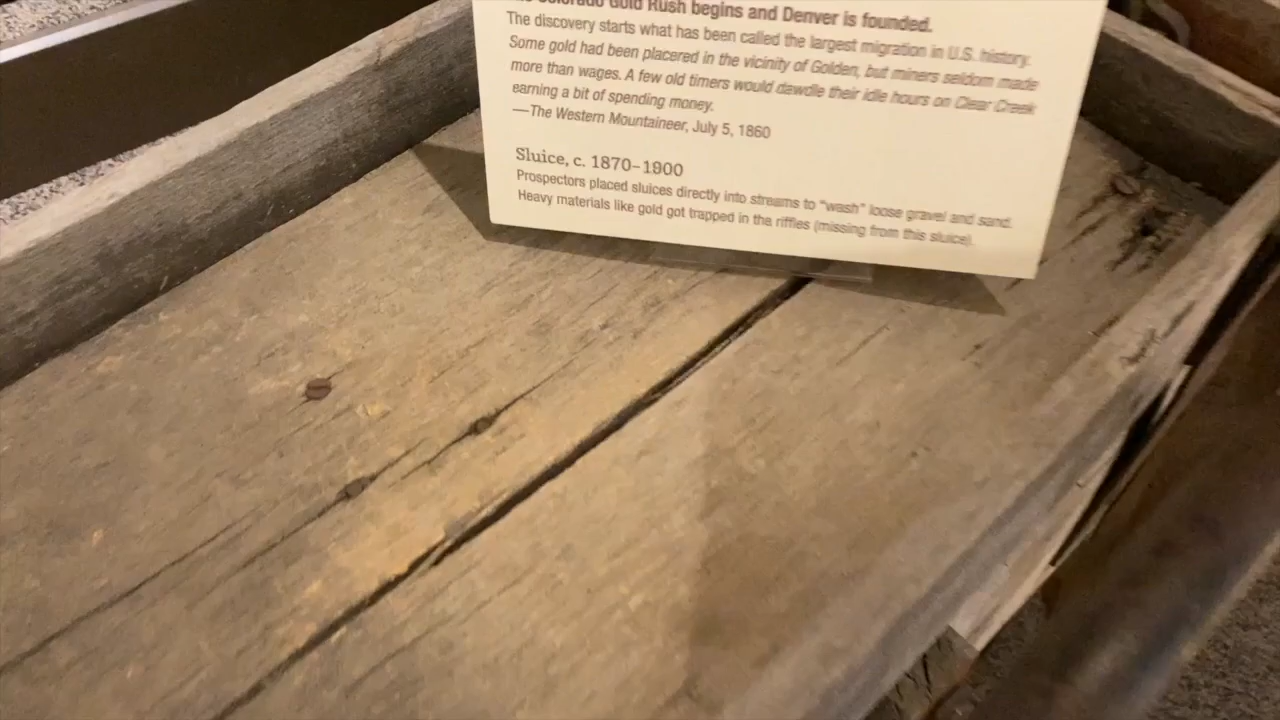 Colorado Gold Rush begins and Denver is founded.
The discovery starts what has been called the largest migration in U.S. history.
Some gold had been placered in the vicinity of Golden, but miners seldom made
more than wages. A few old timers would dawdle their idle hours on Clear Creek
earning a bit of spending money.
—The Western Mountaineer, July 5, 1860
Sluice, c. 1870–1900
Prospectors placed sluices directly into streams to "wash" loose gravel and sand.
Heavy materials like gold got trapped in the riffles (missing from this sluice).